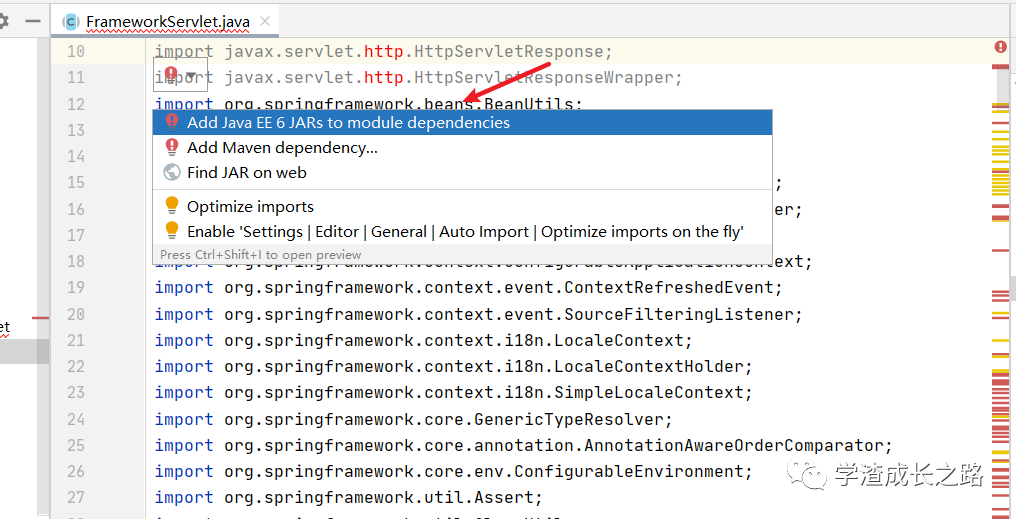 FrameworkServlet.java
10 import javax.servlet.http.HttpServletResponse;
11 import javax.servlet.http.HttpServletResponseWrapper;
12 import org.springframework.beans.BeanUtils;
13 Add Java EE 6 JARs to module dependencies
14 Add Maven dependency...
15 Find JAR on web ;
16 Optimize imports er;
17 Enable 'Settings | Editor | General | Auto Import | Optimize imports on the fly'
Press Ctrl+Shift+I to open preview
18 import org.springframework.context.ConfigurableApplicationContext;
19 import org.springframework.context.event.ContextRefreshedEvent;
20 import org.springframework.context.event.SourceFilteringListener;
et
21 import org.springframework.context.i18n.LocaleContext;
22 import org.springframework.context.i18n.LocaleContextHolder;
23 import org.springframework.context.i18n.SimpleLocaleContext;
24 import org.springframework.core.GenericTypeResolver;
25 import org.springframework.core.annotation.AnnotationAwareOrderComparator;
26 import org.springframework.core.env.ConfigurableEnvironment;
学渣成长之路
27 import org.springframework.util.Assert;